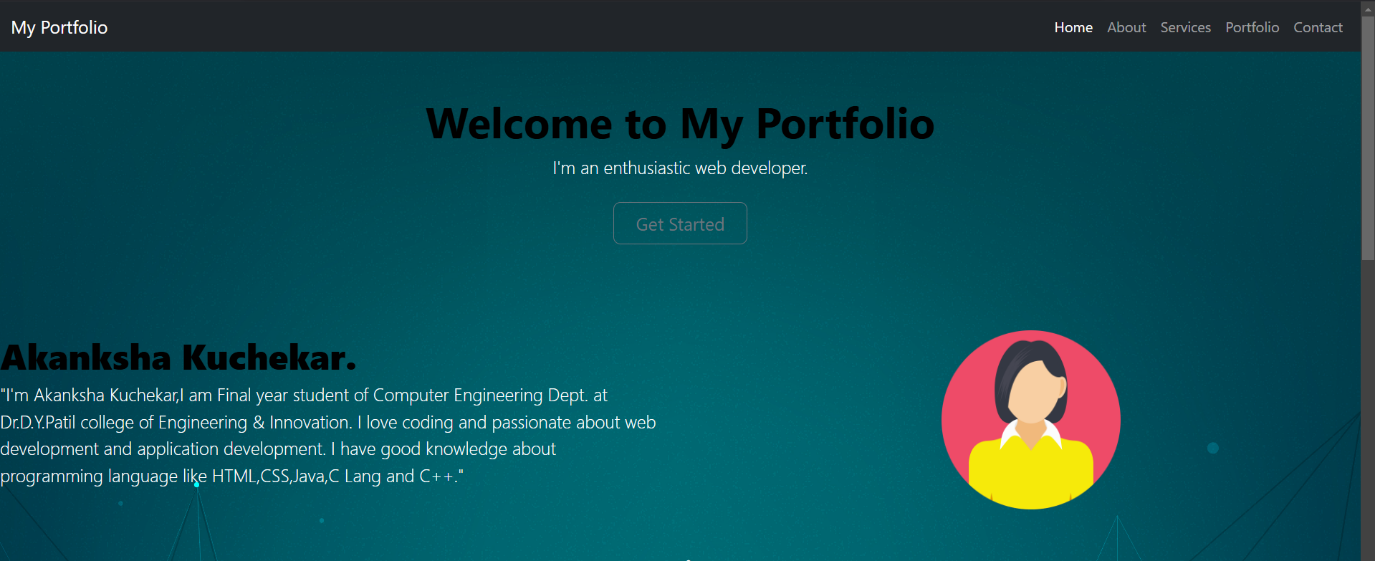 My Portfolio
Home About Services Portfolio Contact
Welcome to My Portfolio
I'm an enthusiastic web developer.
Get Started
Akanksha Kuchekar.
"I'm Akanksha Kuchekar,I am Final year student of Computer Engineering Dept. at
Dr.D.Y.Patil college of Engineering & Innovation. I love coding and passionate about web
development and application development. I have good knowledge about
programming language like HTML,CSS,Java,C Lang and C++."